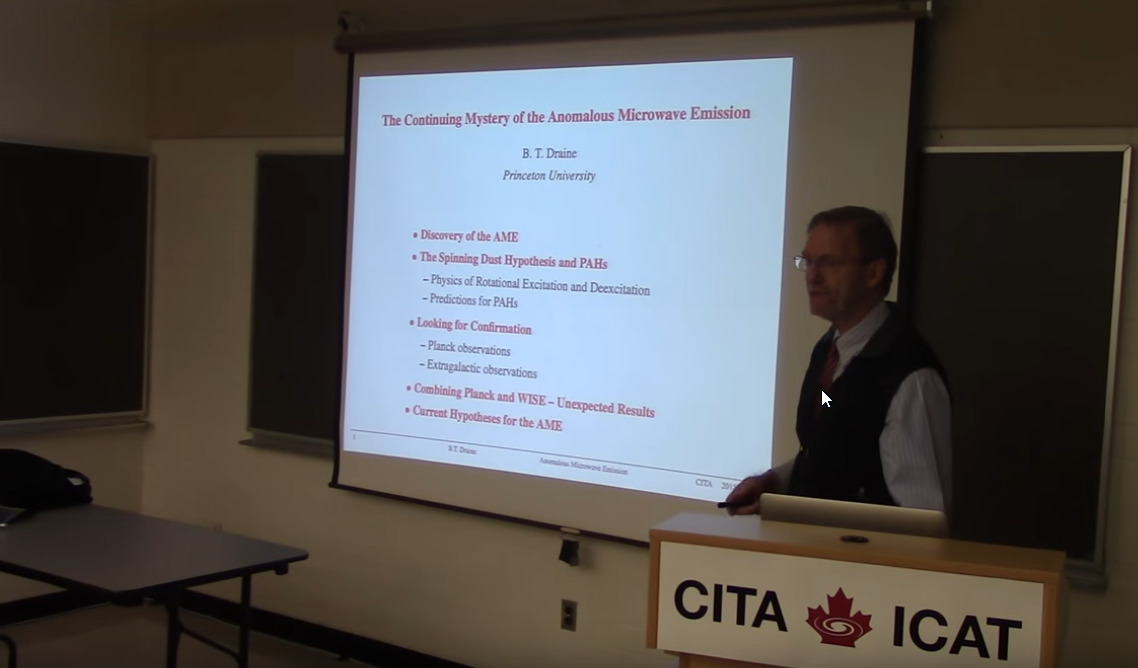 The Continuing Mystery of the Anomalous Microwave Emission
B. T. Draine
Princeton University
• Discovery of the AME
• The Spinning Dust Hypothesis and PAHs
– Physics of Rotational Excitation and Deexcitation
– Predictions for PAHs
• Looking for Confirmation
– Planck observations
– Extragalactic observations
• Combining Planck and WISE – Unexpected Results
• Current Hypotheses for the AME
1
B.T. Draine
Anomalous Microwave Emission
CITA
CITA ICAT